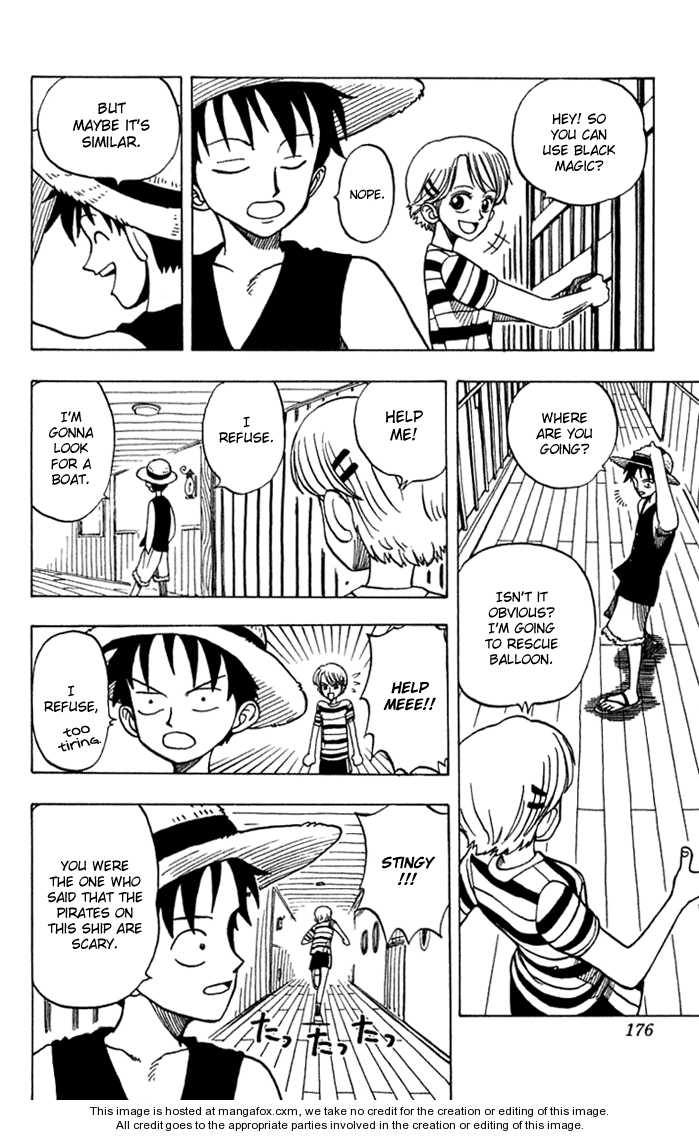 HEY! SO
YOU CAN
USE BLACK
MAGIC?
NOPE.
BUT
MAYBE IT'S
SIMILAR.
WHERE
ARE YOU
GOING?
ISN'T IT
OBVIOUS?
I'M GOING
TO RESCUE
BALLOON.
HELP
ME!
I
REFUSE.
I'M
GONNA
LOOK
FOR A
BOAT.
HELP
MEEE!!
I
REFUSE,
too
tiring.
STINGY
!!!
YOU WERE
THE ONE WHO
SAID THAT THE
PIRATES ON
THIS SHIP ARE
SCARY.
たっ たっ たっ
176
This image is hosted at mangafox.cxm, we take no credit for the creation or editing of this image.
All credit goes to the appropriate parties involved in the creation or editing of this image.